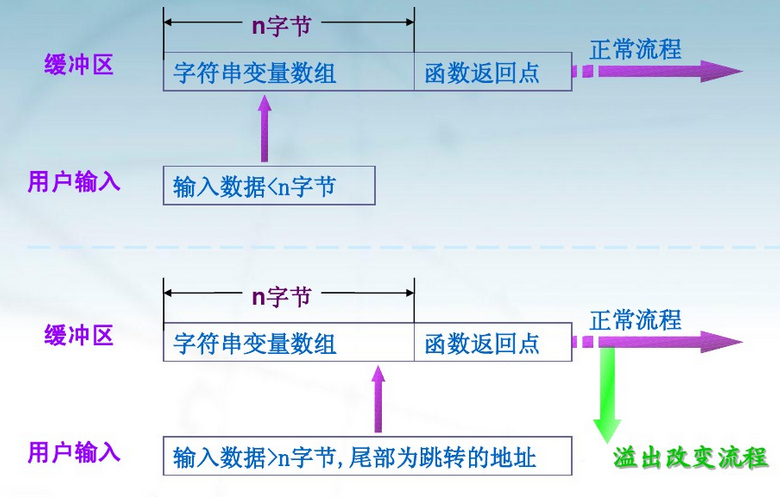 n字节
缓冲区
字符串变量数组
函数返回点
正常流程
用户输入
输入数据<n字节
n字节
缓冲区
字符串变量数组
函数返回点
正常流程
用户输入
输入数据>n字节,尾部为跳转的地址
溢出改变流程